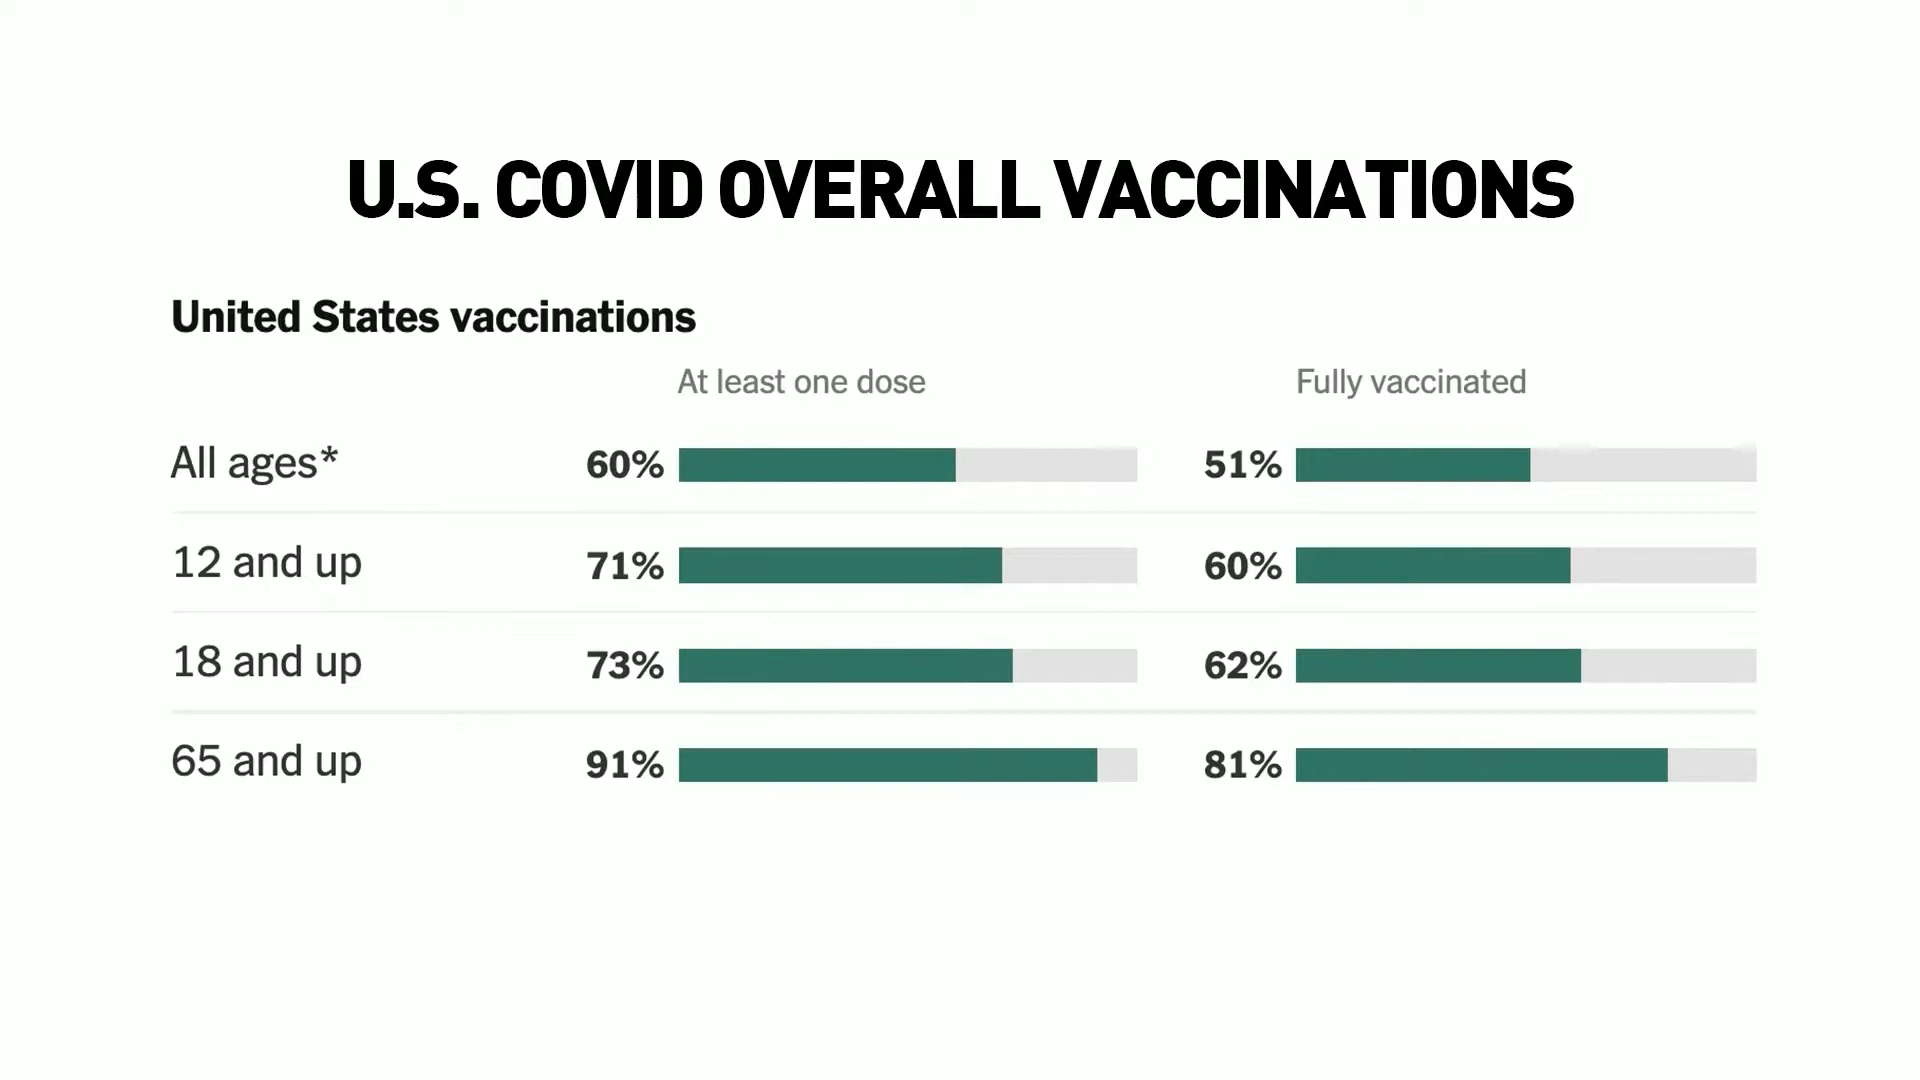 U.S. COVID OVERALL VACCINATIONS
United States vaccinations
At least one dose Fully vaccinated
All ages* 60% 51%
12 and up 71% 60%
18 and up 73% 62%
65 and up 91% 81%